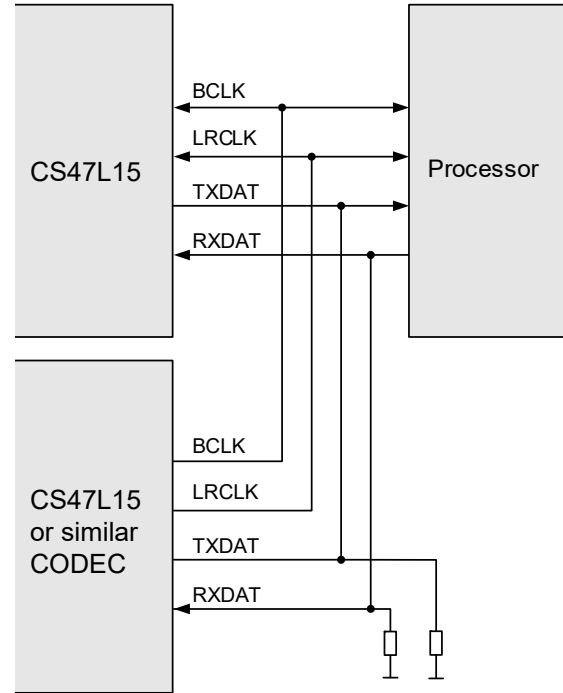 CS47L15
BCLK
LRCLK
TXDAT
RXDAT
Processor
CS47L15
or similar
CODEC
BCLK
LRCLK
TXDAT
RXDAT